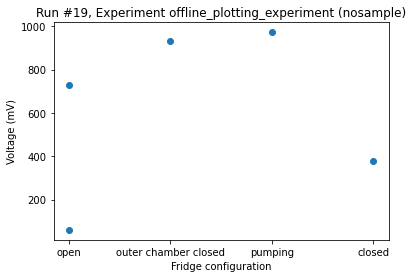 Run #19, Experiment offline_plotting_experiment (nosample)
1000
800
600
400
200
Voltage (mV)
open outer chamber closed pumping closed
Fridge configuration